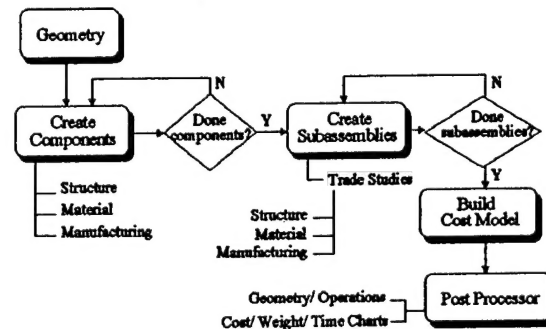 Geometry
N
N
Create
Components
Done
components?
Y
Create
Subassemblies
Done
subassemblies?
Structure
Material
Manufacturing
Trade Studies
Structure
Material
Manufacturing
Y
Build
Cost Model
Geometry/ Operations
Cost/ Weight/ Time Charts
Post Processor